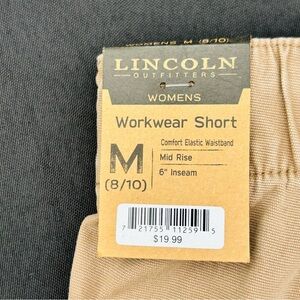 WOMENS M (8/10)
LINCOLN
OUTFITTERS
WOMENS
Workwear Short
M
(8/10)
Comfort Elastic Waistband
Mid Rise
6" Inseam
7 21755 11259 5
$19.99